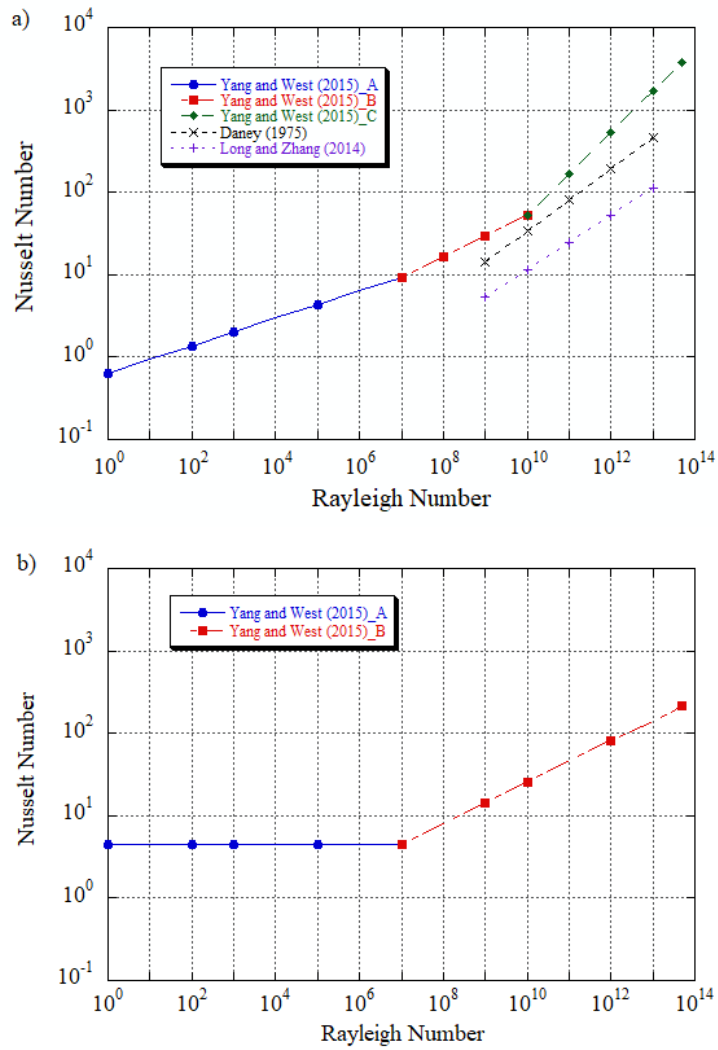 a)
10^4
10^3
10^2
10^1
10^0
10^-1
Nusselt Number
Yang and West (2015)_A
Yang and West (2015)_B
Yang and West (2015)_C
Daney (1975)
Long and Zhang (2014)
10^0 10^2 10^4 10^6 10^8 10^10 10^12 10^14
Rayleigh Number
b)
10^4
10^3
10^2
10^1
10^0
10^-1
Nusselt Number
Yang and West (2015)_A
Yang and West (2015)_B
10^0 10^2 10^4 10^6 10^8 10^10 10^12 10^14
Rayleigh Number